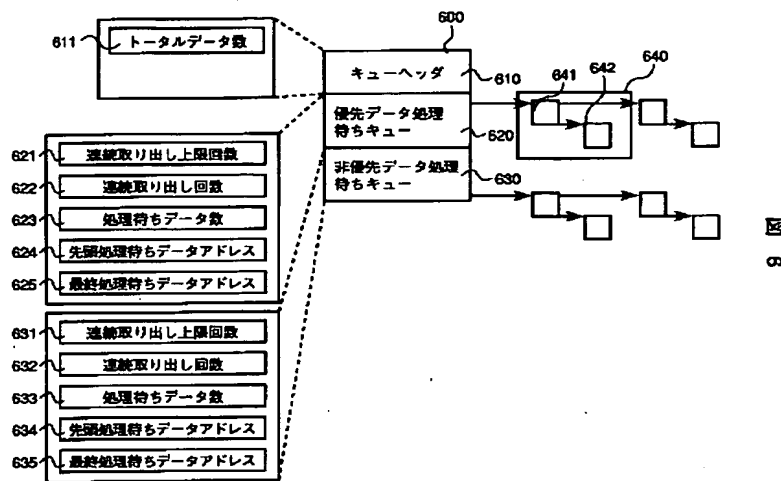 600
611
トータルデータ数
キューヘッダ
610
641
642
640
優先データ処理
待ちキュー
620
非優先データ処理
待ちキュー
630
621
連続取り出し上限回数
622
連続取り出し回数
623
処理待ちデータ数
624
先頭処理待ちデータアドレス
625
最終処理待ちデータアドレス
631
連続取り出し上限回数
632
連続取り出し回数
633
処理待ちデータ数
634
先頭処理待ちデータアドレス
635
最終処理待ちデータアドレス
図6